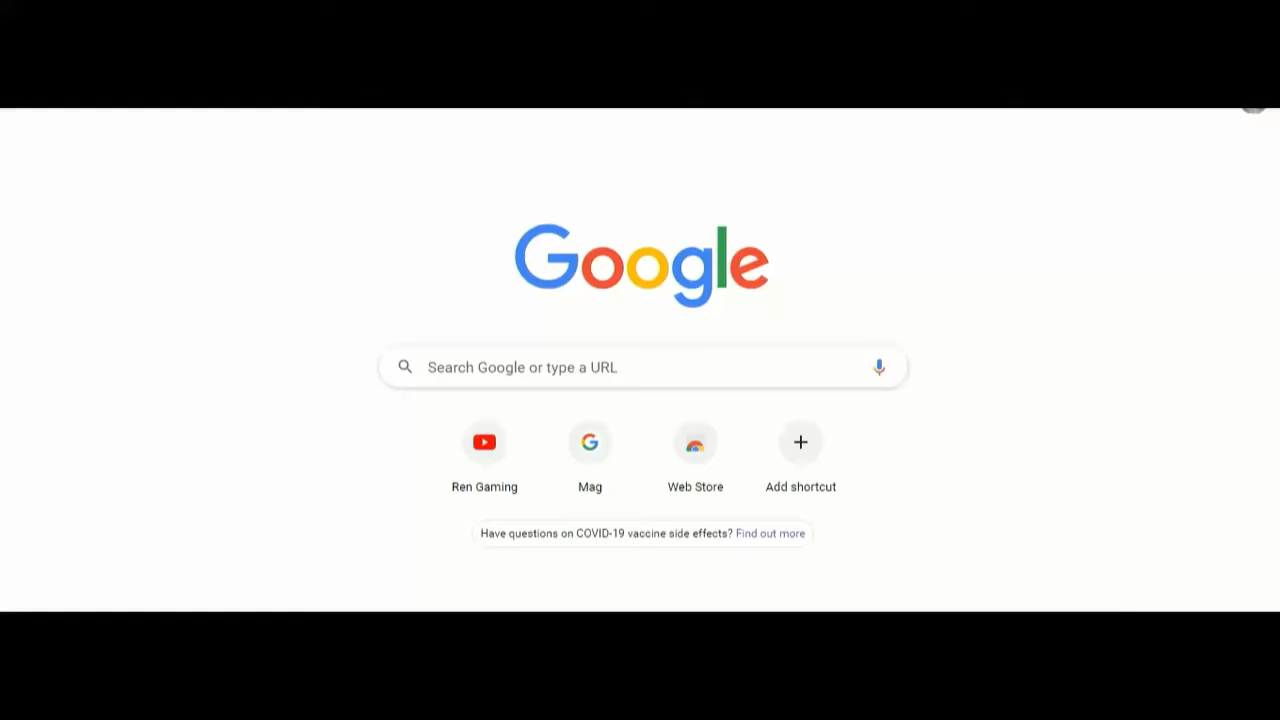 Google
Search Google or type a URL
Ren Gaming
Mag
Web Store
Add shortcut
Have questions on COVID-19 vaccine side effects? Find out more